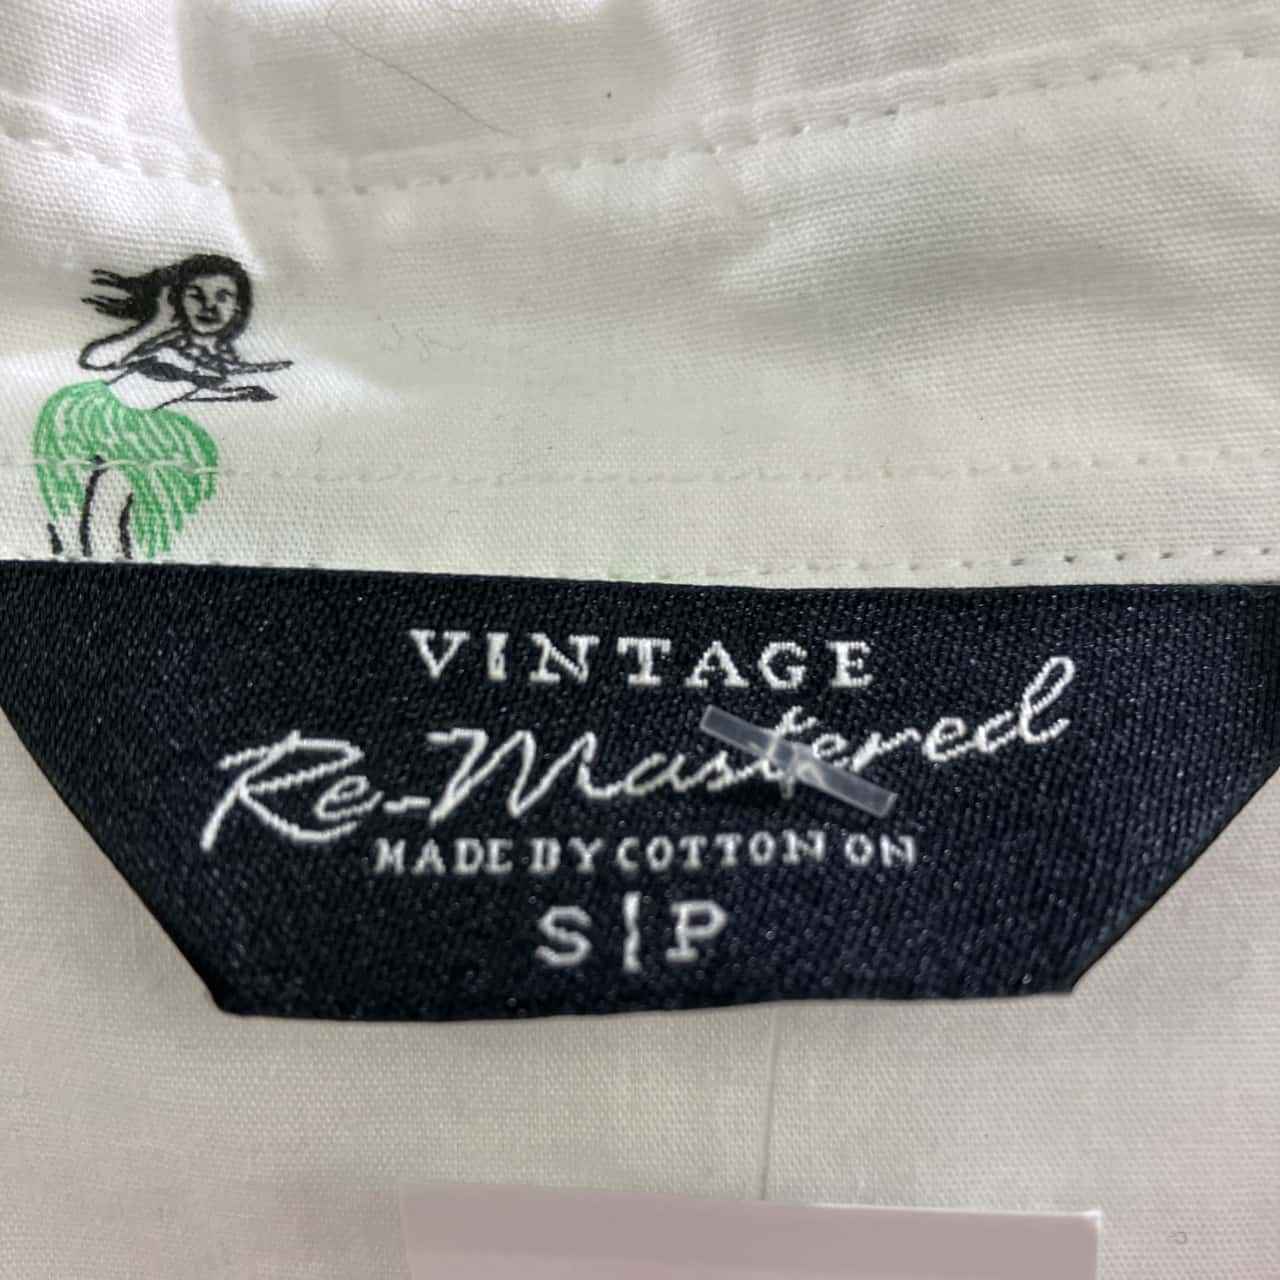 VINTAGE
Re-Mastered
MADE BY COTTON ON
S|P